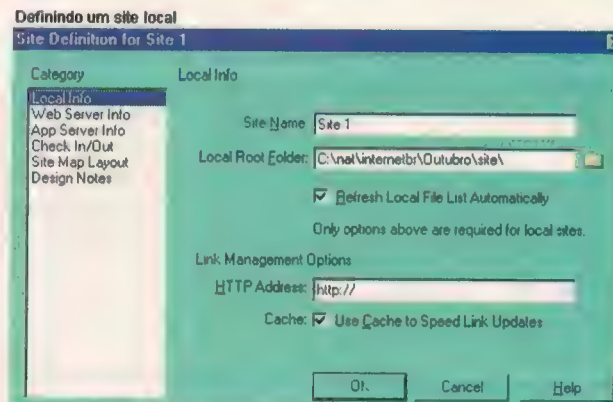 Definindo um site local
Site Definition for Site 1
Category
Local Info
Web Server Info
App Server Info
Check In/Out
Site Map Layout
Design Notes
Local Info
Site Name Site 1
Local Root Folder: C:\nat\internetbr\Outubro\site\
Refresh Local File List Automatically
Only options above are required for local sites.
Link Management Options
HTTP Address: http://
Cache: Use Cache to Speed Link Updates
OK
Cancel
Help